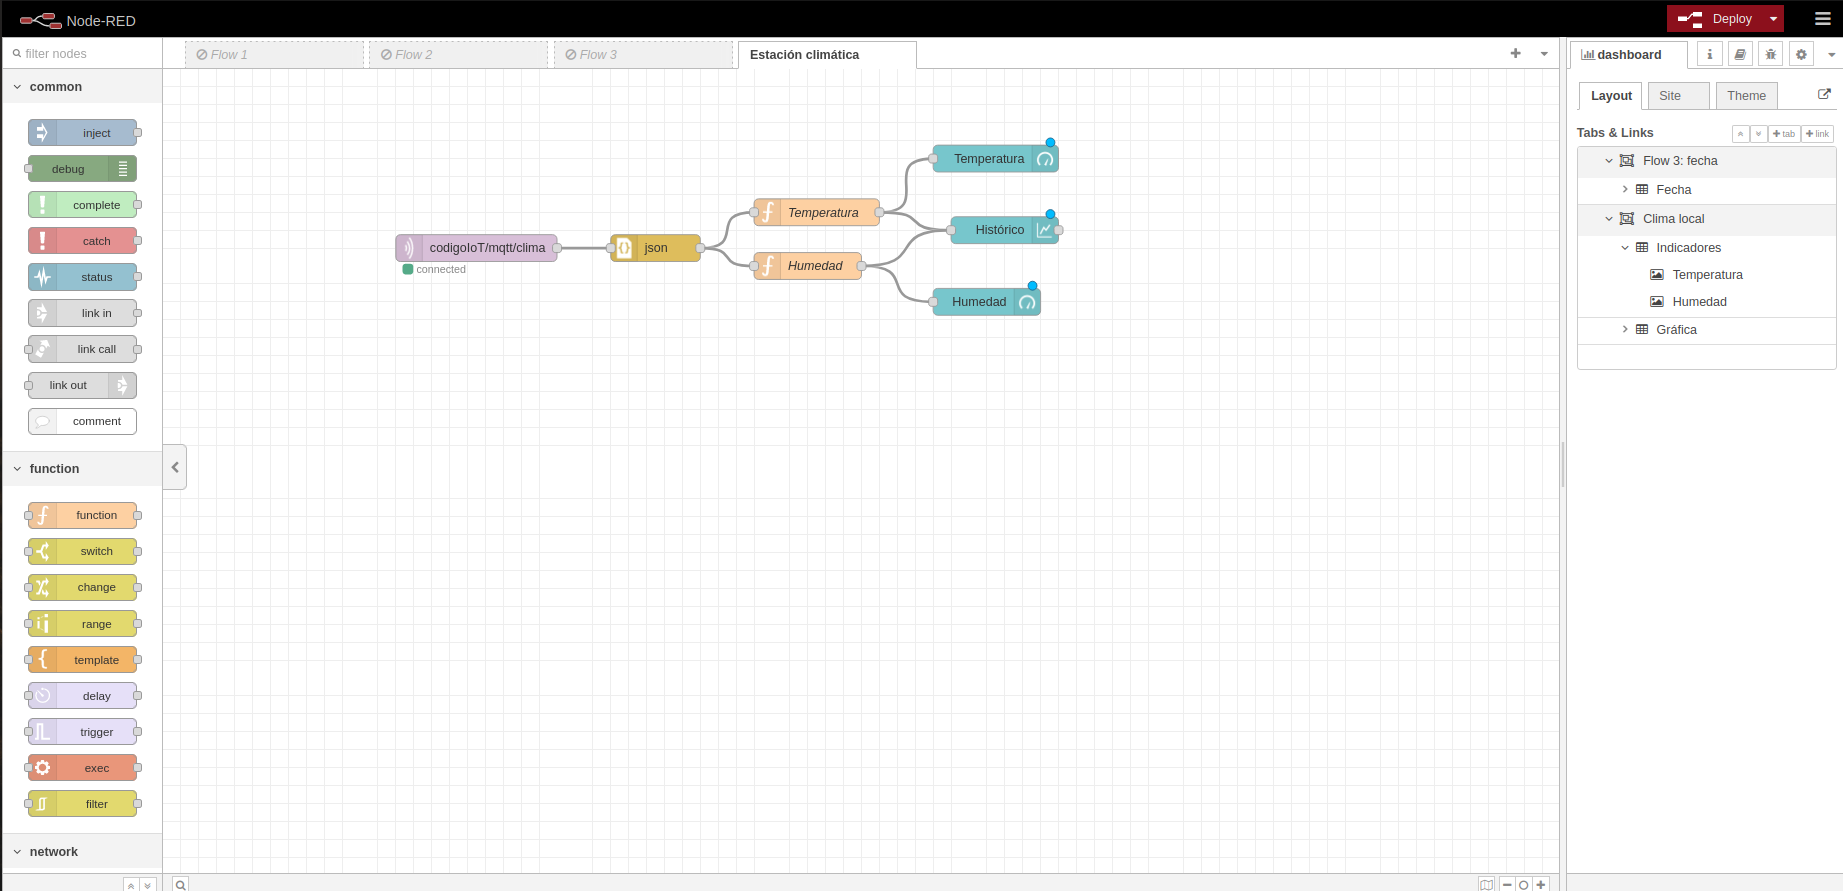 Node-RED
Deploy
filter nodes
Flow 1
Flow 2
Flow 3
Estación climática
dashboard
common
inject
debug
complete
catch
status
link in
link call
link out
comment
function
function
switch
change
range
template
delay
trigger
exec
filter
network
codigoIoT/mqtt/clima
connected
json
Temperatura
Humedad
Temperatura
Histórico
Humedad
Layout
Site
Theme
Tabs & Links
tab
link
Flow 3: fecha
Fecha
Clima local
Indicadores
Temperatura
Humedad
Gráfica